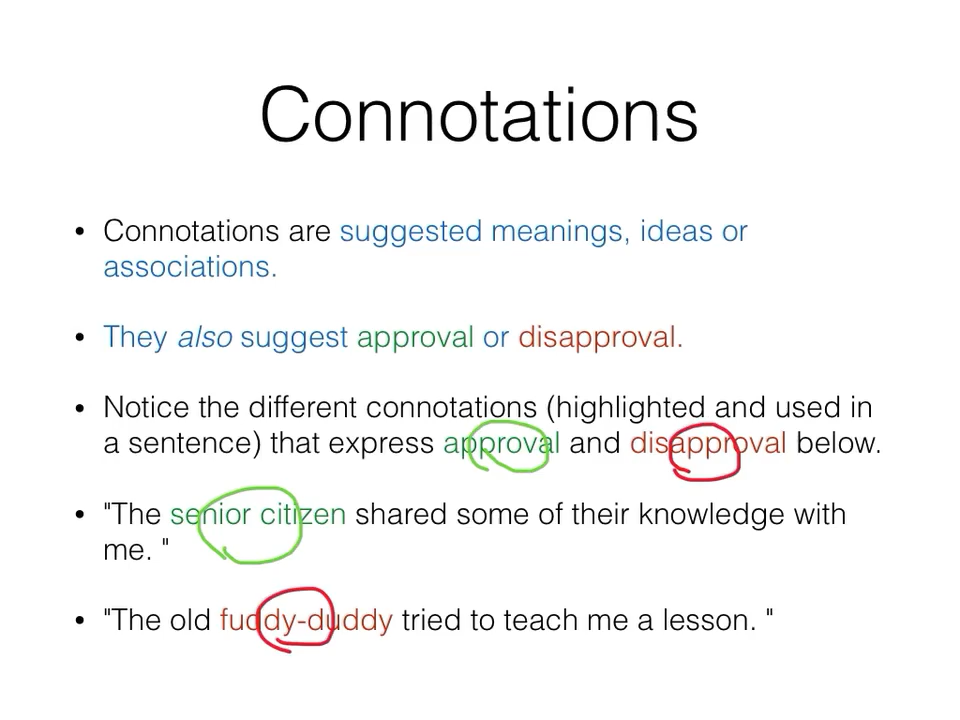 Connotations
• Connotations are suggested meanings, ideas or
associations.
• They also suggest approval or disapproval.
• Notice the different connotations (highlighted and used in
a sentence) that express approval and disapproval below.
• "The senior citizen shared some of their knowledge with
me. "
• "The old fuddy-duddy tried to teach me a lesson. "